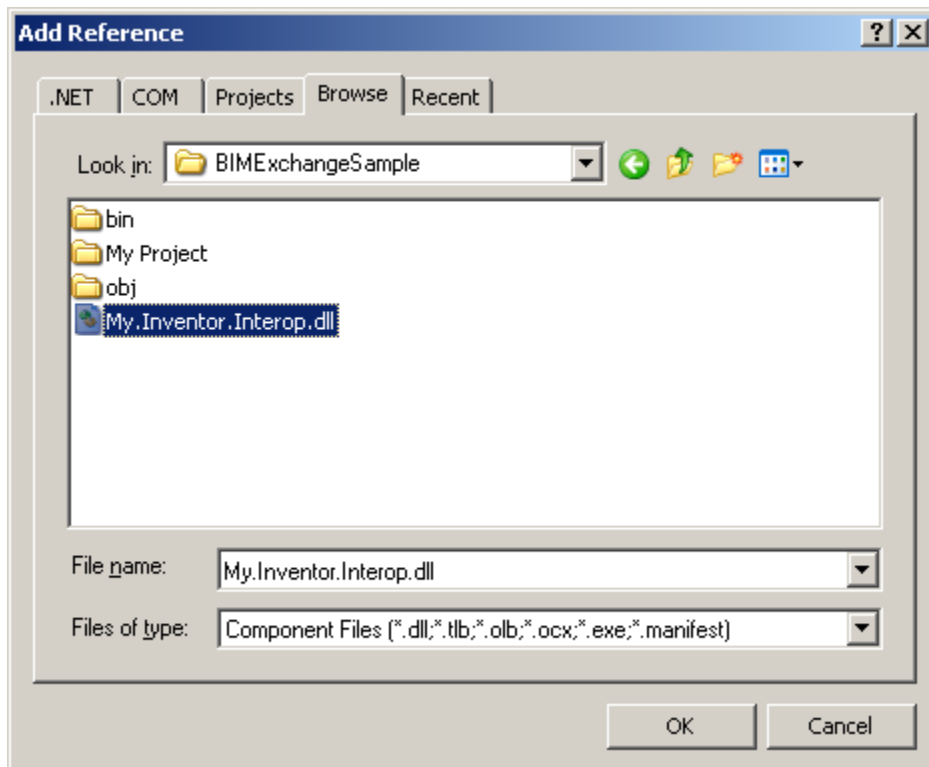 Add Reference
.NET COM Projects Browse Recent
Look in: BIMExchangeSample
bin
My Project
obj
My.Inventor.Interop.dll
File name: My.Inventor.Interop.dll
Files of type: Component Files (*.dll;*.tlb;*.olb;*.ocx;*.exe;*.manifest)
OK Cancel